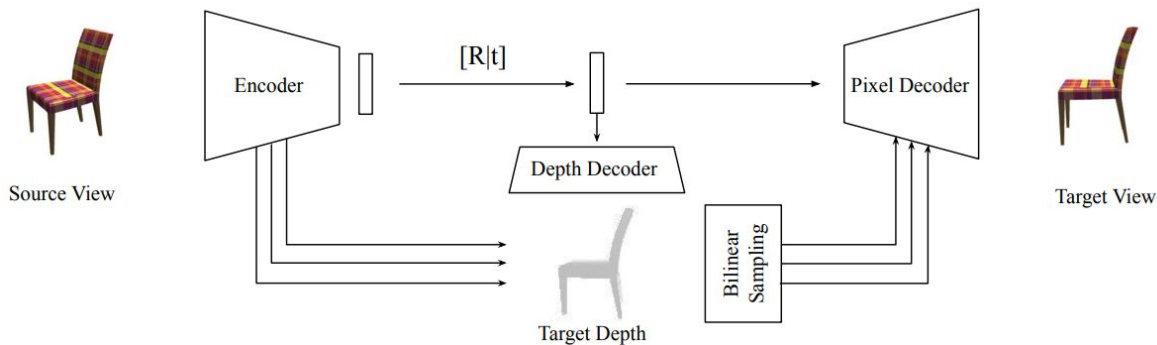 Source View
Encoder
[R|t]
Depth Decoder
Target Depth
Bilinear
Sampling
Pixel Decoder
Target View